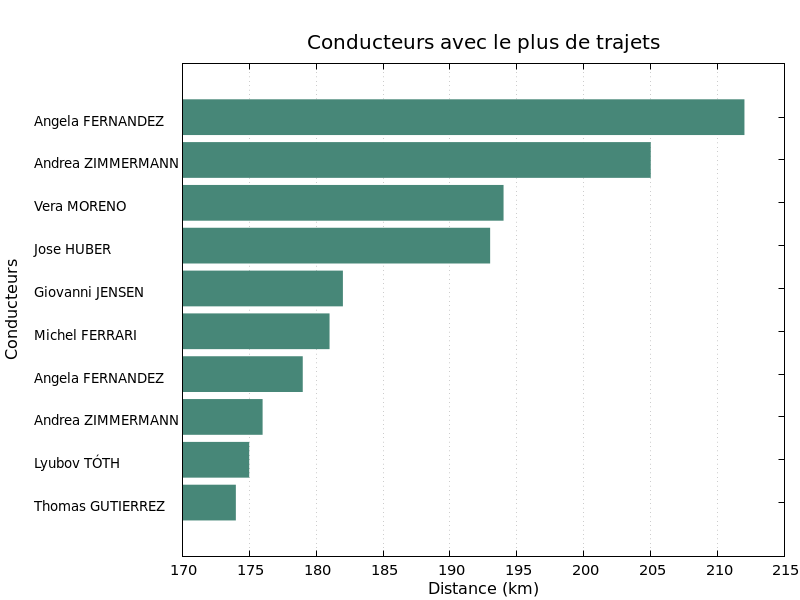 Conducteurs avec le plus de trajets
Conducteurs
Angela FERNANDEZ
Andrea ZIMMERMANN
Vera MORENO
Jose HUBER
Giovanni JENSEN
Michel FERRARI
Angela FERNANDEZ
Andrea ZIMMERMANN
Lyubov TÓTH
Thomas GUTIERREZ
170 175 180 185 190 195 200 205 210 215
Distance (km)